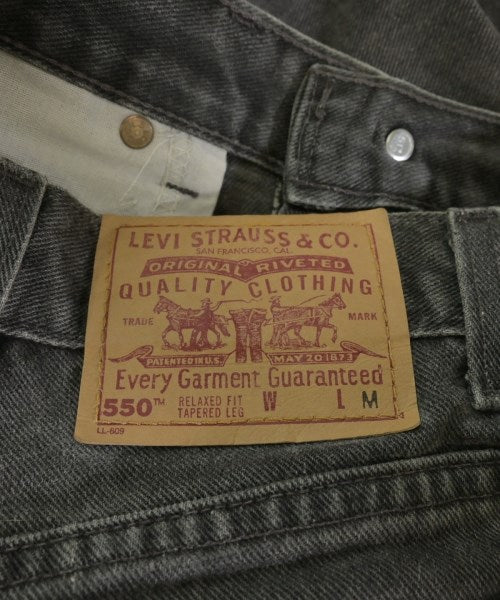 LEVI STRAUSS & CO.
SAN FRANCISCO, CAL.
ORIGINAL RIVETED
QUALITY CLOTHING
TRADE MARK
PATENTED IN U.S. MAY 20 1873
Every Garment Guaranteed
550™ RELAXED FIT W L M
TAPERED LEG
LL-609